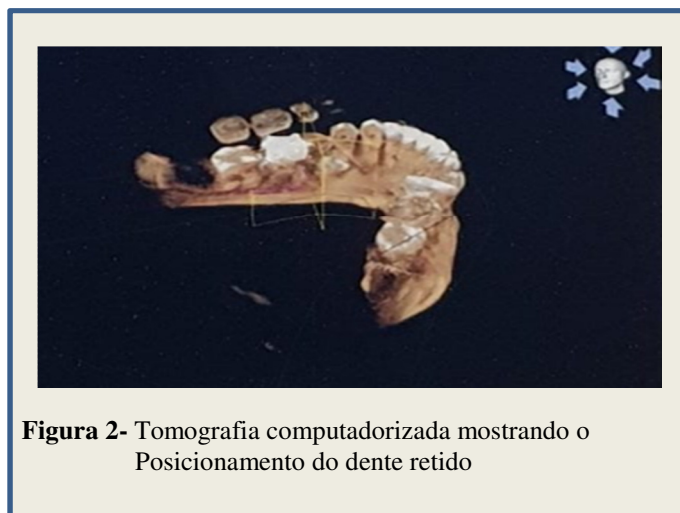 Figura 2- Tomografia computadorizada mostrando o
Posicionamento do dente retido